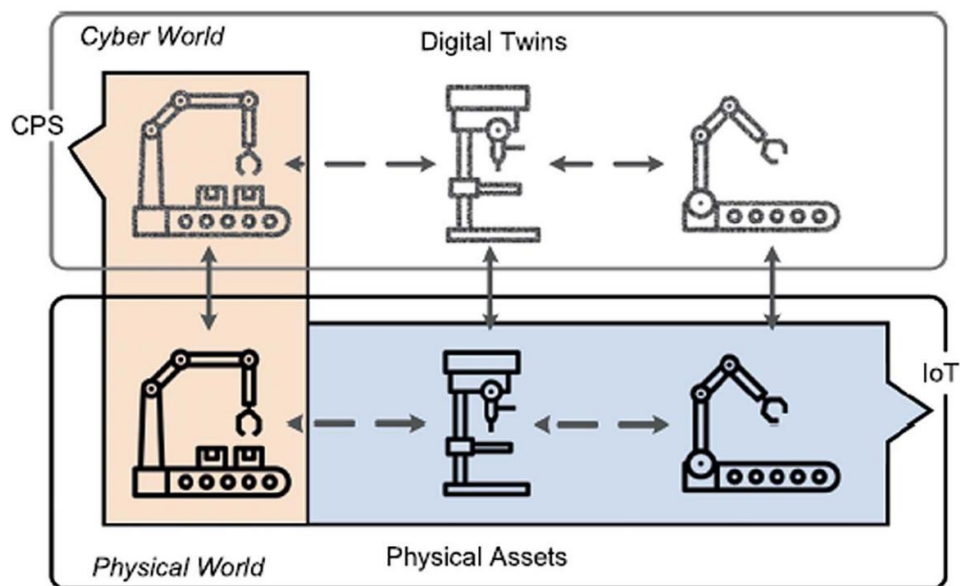 Cyber World
Digital Twins
CPS
IoT
Physical Assets
Physical World